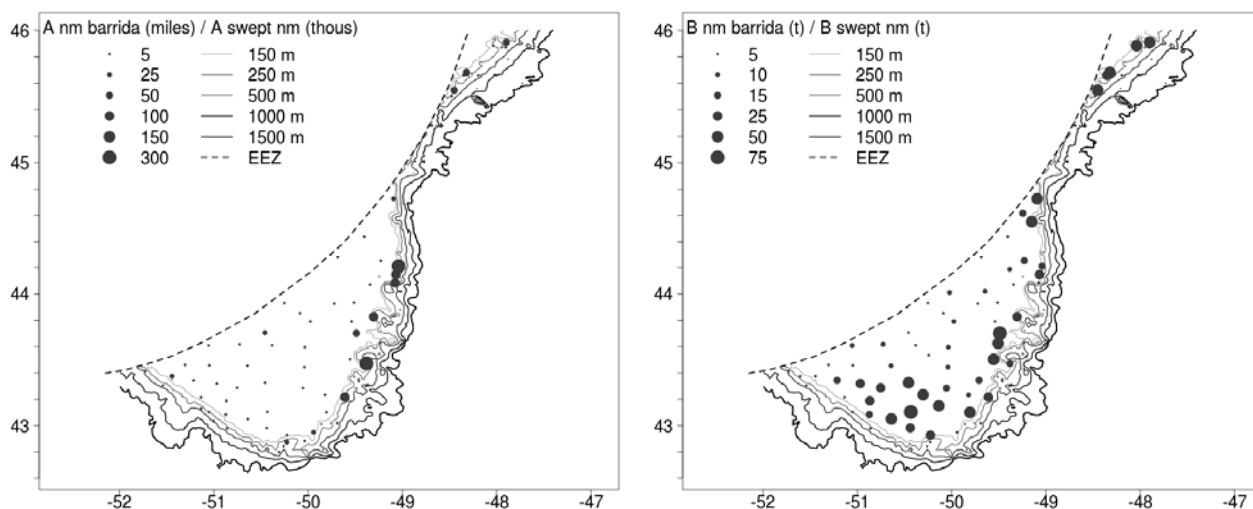 A nm barrida (miles) / A swept nm (thous)
5 150 m
25 250 m
50 500 m
100 1000 m
150 1500 m
300 EEZ
46
45
44
43
-52 -51 -50 -49 -48 -47
B nm barrida (t) / B swept nm (t)
5 150 m
10 250 m
15 500 m
25 1000 m
50 1500 m
75 EEZ
46
45
44
43
-52 -51 -50 -49 -48 -47